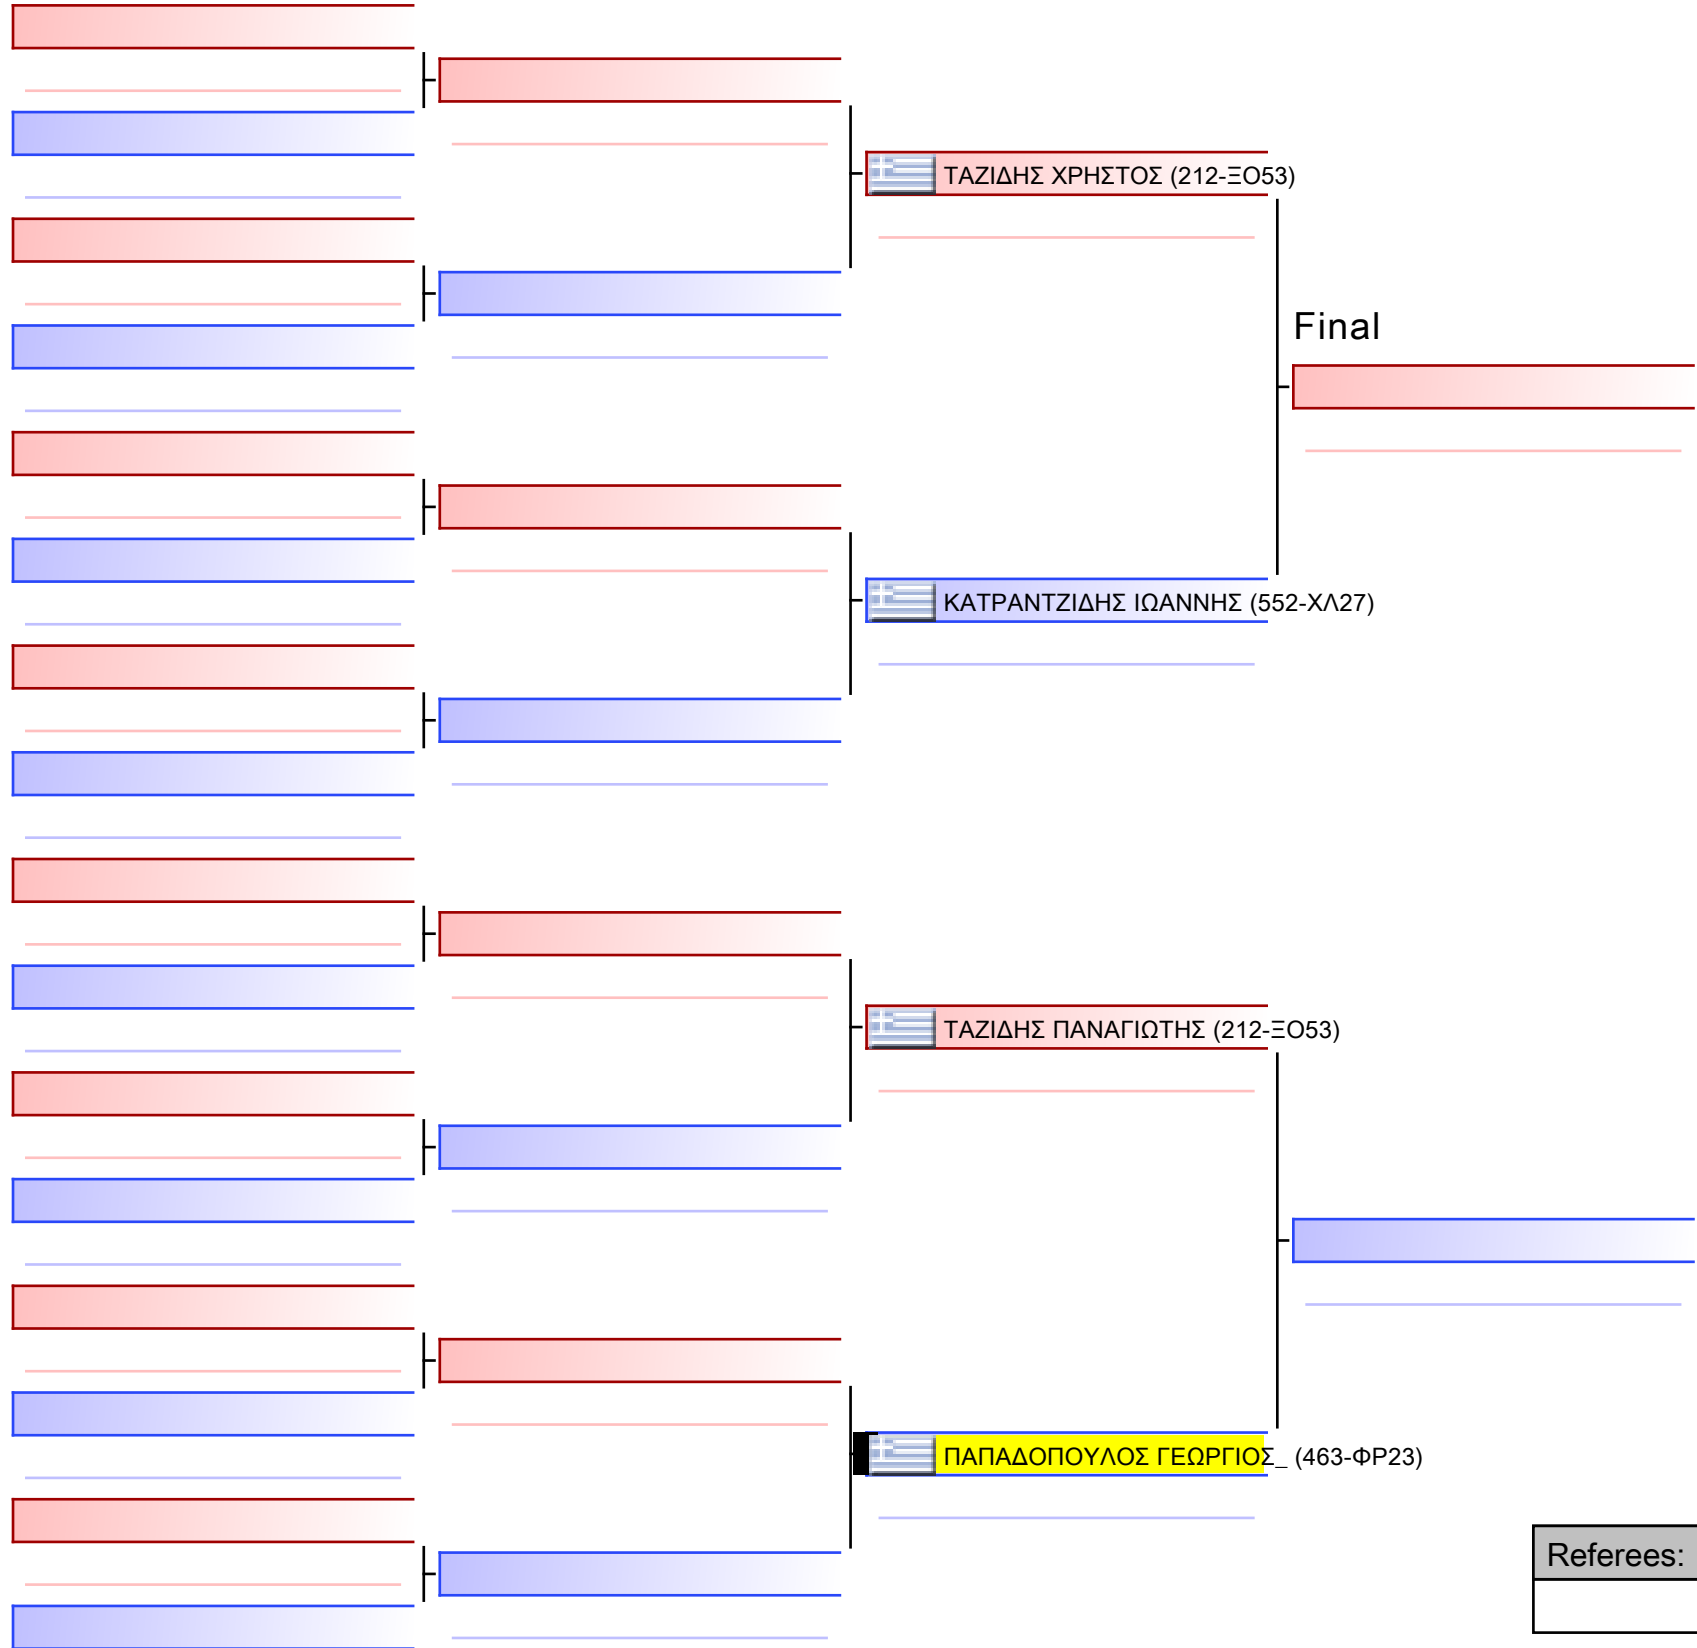 ΤΑΖΙΔΗΣ ΧΡΗΣΤΟΣ (212-ΞΟ53)
Final
ΚΑΤΡΑΝΤΖΙΔΗΣ ΙΩΑΝΝΗΣ (552-ΧΛ27)
ΤΑΖΙΔΗΣ ΠΑΝΑΓΙΩΤΗΣ (212-ΞΟ53)
ΠΑΠΑΔΟΠΟΥΛΟΣ ΓΕΩΡΓΙΟΣ_ (463-ΦΡ23)
Referees: